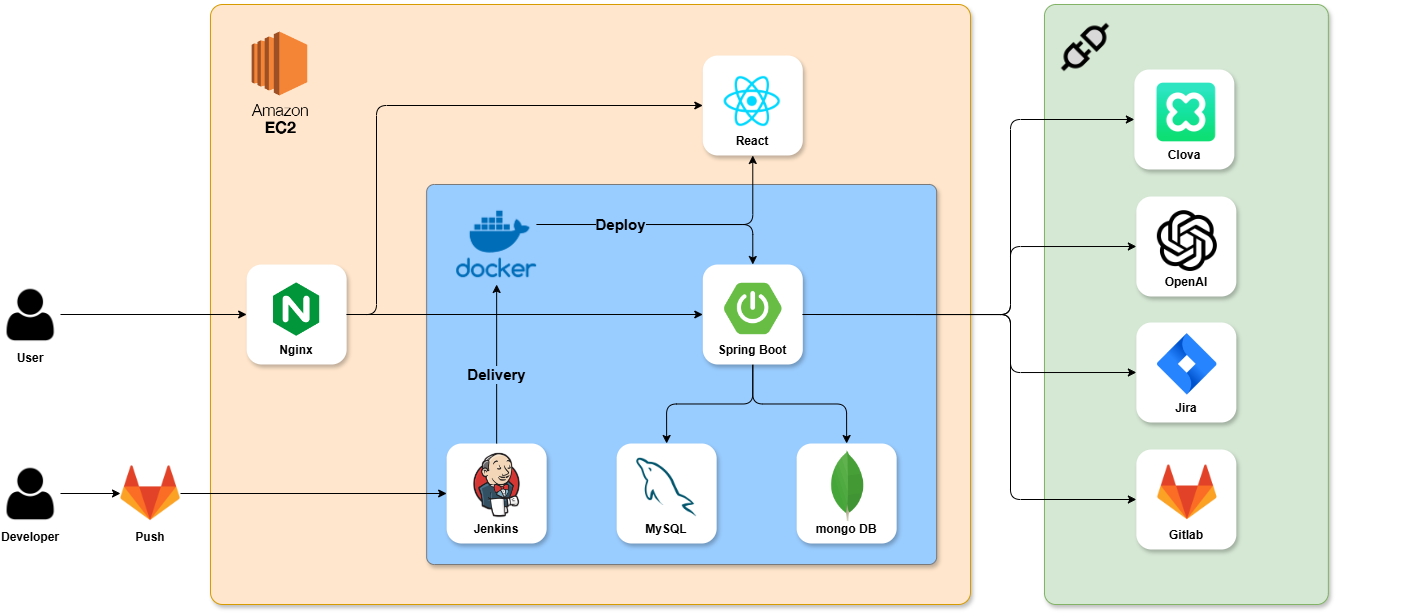 Amazon
EC2
React
Clova
docker
Deploy
OpenAI
User
Nginx
Spring Boot
Delivery
Jira
Developer
Push
Jenkins
MySQL
mongo DB
Gitlab